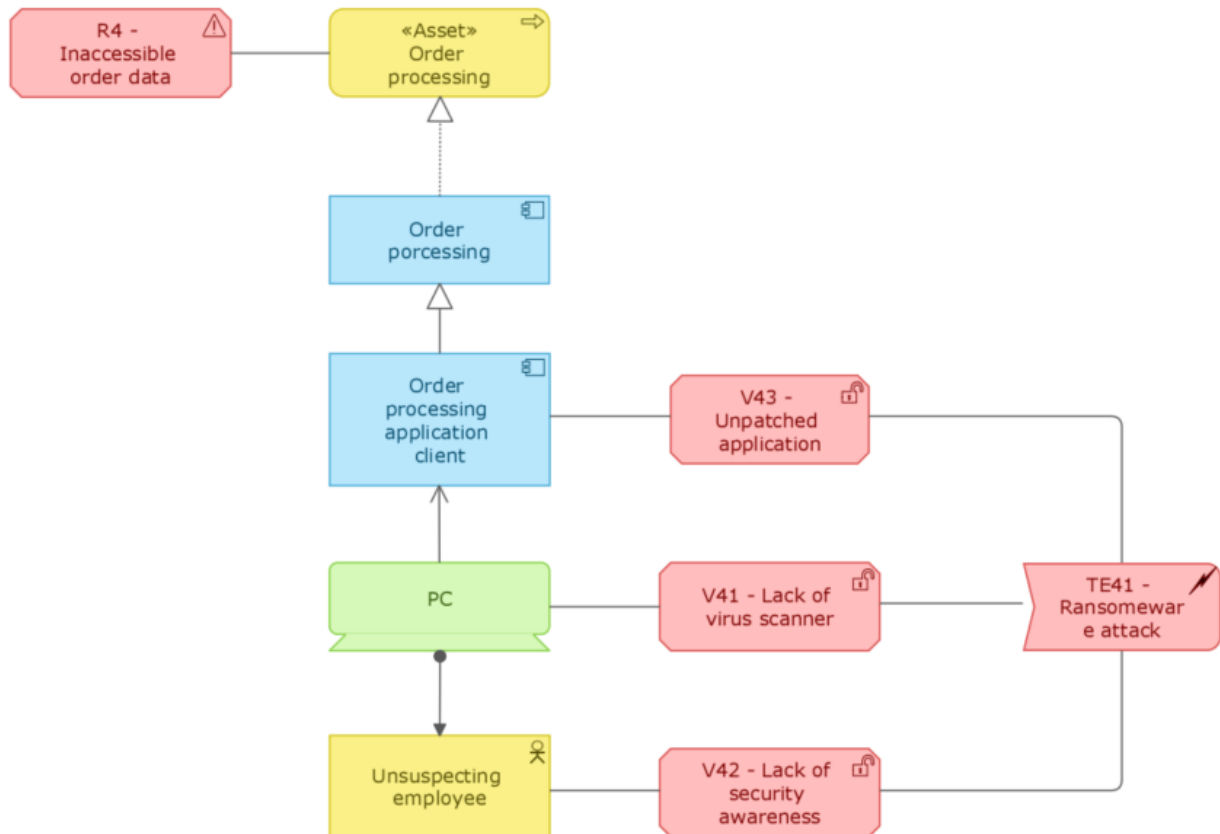 R4 -
Inaccessible
order data
«Asset»
Order
processing
Order
porcessing
Order
processing
application
client
V43 -
Unpatched
application
PC
V41 - Lack of
virus scanner
TE41 -
Ransomewar
e attack
Unsuspecting
employee
V42 - Lack of
security
awareness